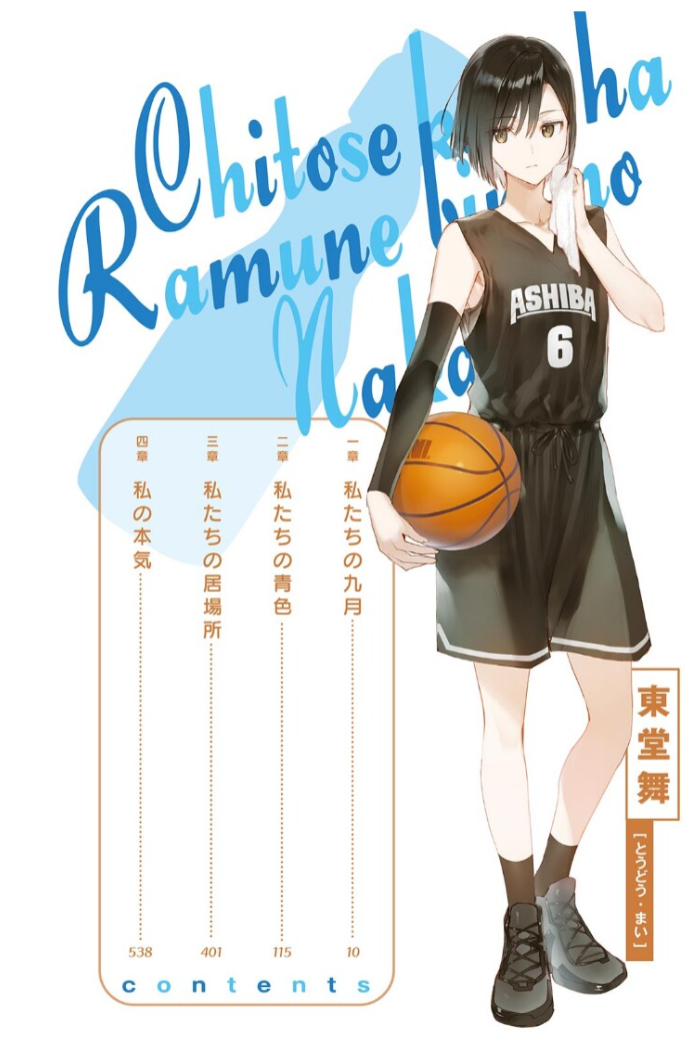 Chitose
ha
Ramune
no
Naka
ASHIBA
6
一章 私たちの九月 10
二章 私たちの青色 115
三章 私たちの居場所 401
四章 私の本気 538
contents
東堂舞
[とうどう・まい]